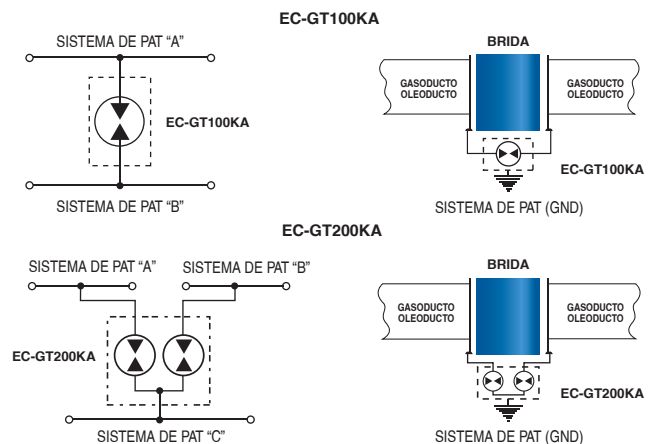 EC-GT100KA
SISTEMA DE PAT “A”
EC-GT100KA
SISTEMA DE PAT “B”
BRIDA
GASODUCTO
OLEODUCTO
GASODUCTO
OLEODUCTO
EC-GT100KA
SISTEMA DE PAT (GND)
EC-GT200KA
SISTEMA DE PAT “A”
SISTEMA DE PAT “B”
EC-GT200KA
SISTEMA DE PAT “C”
BRIDA
GASODUCTO
OLEODUCTO
GASODUCTO
OLEODUCTO
EC-GT200KA
SISTEMA DE PAT (GND)